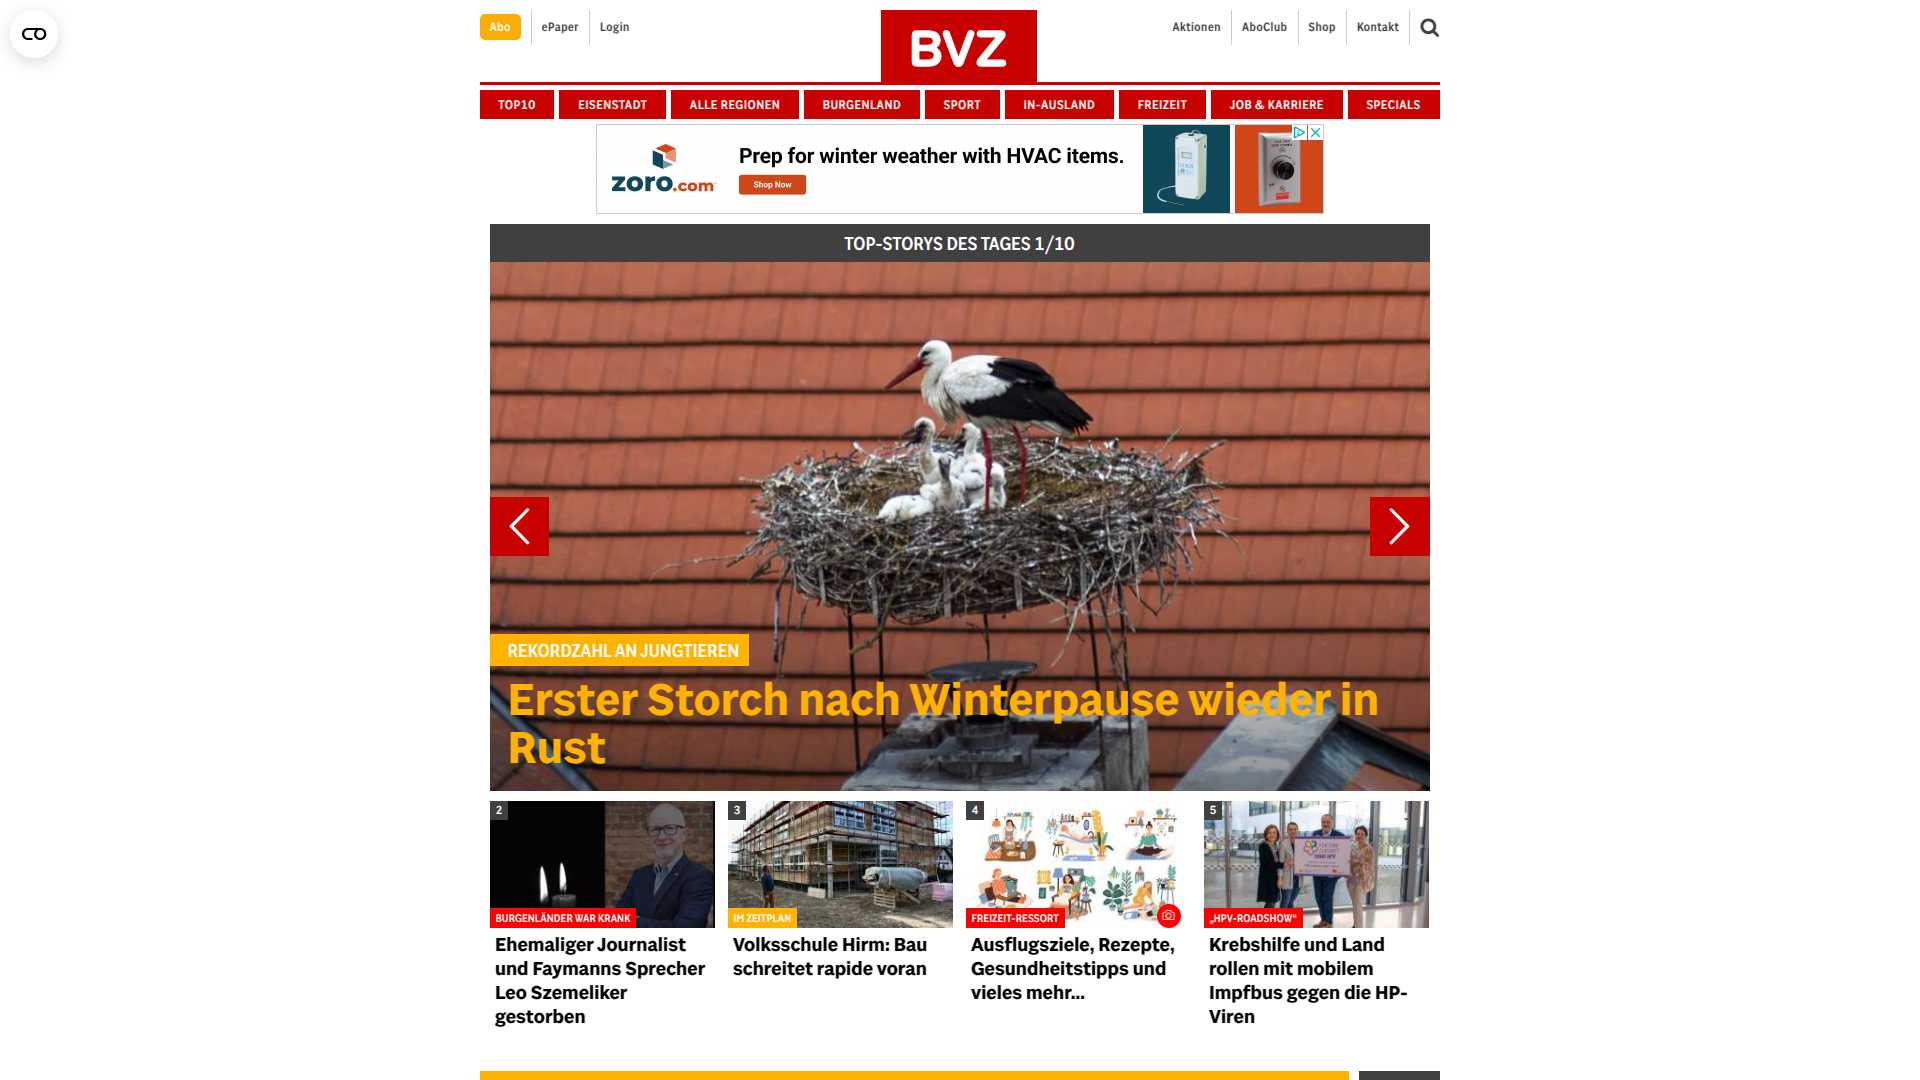 Abo
ePaper
Login
BVZ
Aktionen
AboClub
Shop
Kontakt
TOP10
EISENSTADT
ALLE REGIONEN
BURGENLAND
SPORT
IN-AUSLAND
FREIZEIT
JOB & KARRIERE
SPECIALS
zoro.com
Prep for winter weather with HVAC items.
Shop Now
TOP-STORYS DES TAGES 1/10
REKORDZAHL AN JUNGTIEREN
Erster Storch nach Winterpause wieder in
Rust
2
BURGENLÄNDER WAR KRANK
Ehemaliger Journalist
und Faymanns Sprecher
Leo Szemeliker
gestorben
3
IM ZEITPLAN
Volksschule Hirm: Bau
schreitet rapide voran
4
FREIZEIT-RESSORT
Ausflugsziele, Rezepte,
Gesundheitstipps und
vieles mehr...
5
„HPV-ROADSHOW“
Krebshilfe und Land
rollen mit mobilem
Impfbus gegen die HP-
Viren